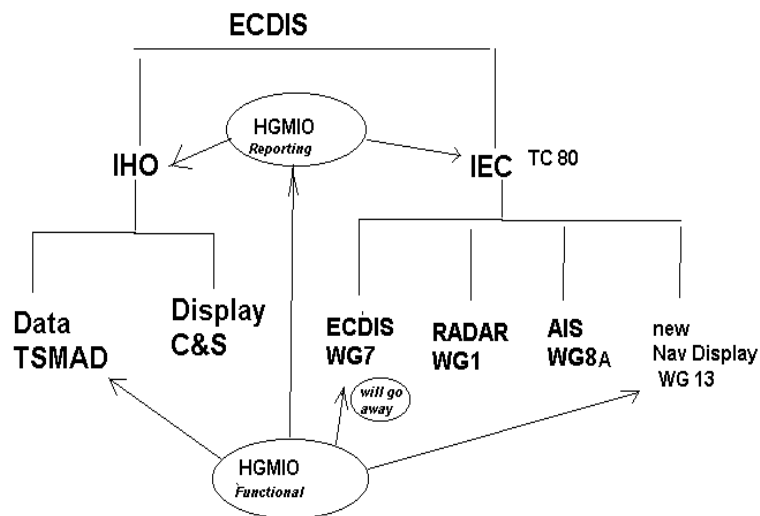 ECDIS
HGMIO
Reporting
IHO
IEC TC 80
Data
TSMAD
Display
C&S
ECDIS
WG7
RADAR
WG1
AIS
WG8A
new
Nav Display
WG 13
will go
away
HGMIO
Functional